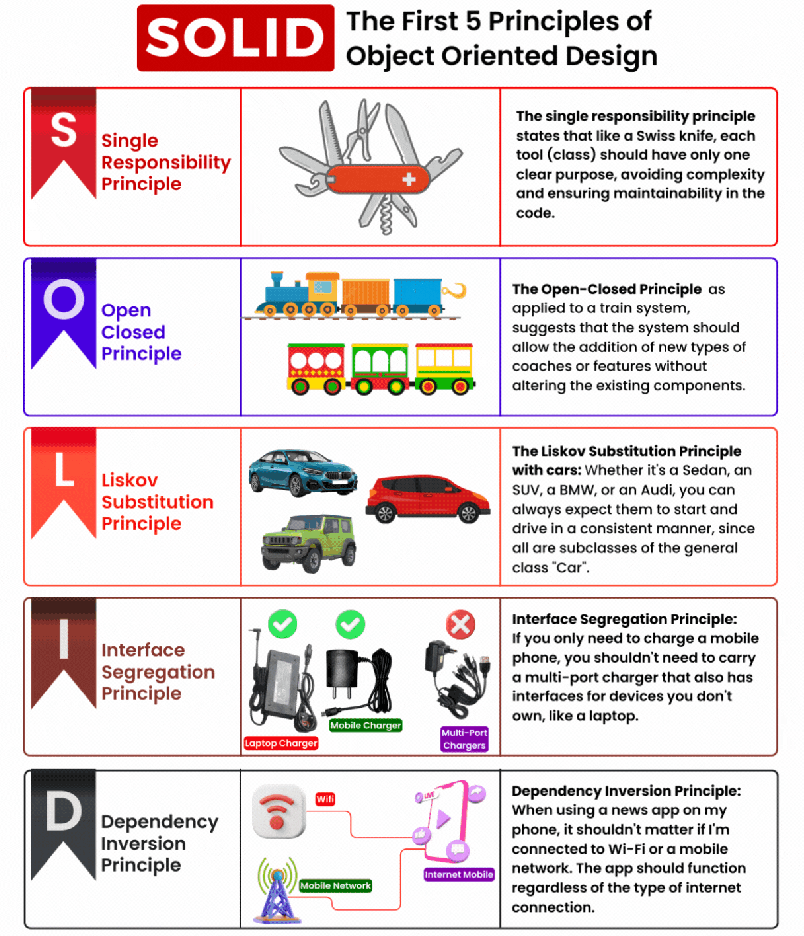 SOLID
The First 5 Principles of
Object Oriented Design
S
Single
Responsibility
Principle
The single responsibility principle
states that like a Swiss knife, each
tool (class) should have only one
clear purpose, avoiding complexity
and ensuring maintainability in the
code.
O
Open
Closed
Principle
The Open-Closed Principle as
applied to a train system,
suggests that the system should
allow the addition of new types of
coaches or features without
altering the existing components.
L
Liskov
Substitution
Principle
The Liskov Substitution Principle
with cars: Whether it's a Sedan, an
SUV, a BMW, or an Audi, you can
always expect them to start and
drive in a consistent manner, since
all are subclasses of the general
class "Car".
I
Interface
Segregation
Principle
Laptop Charger
Mobile Charger
Multi-Port
Chargers
Interface Segregation Principle:
If you only need to charge a mobile
phone, you shouldn't need to carry
a multi-port charger that also has
interfaces for devices you don't
own, like a laptop.
D
Dependency
Inversion
Principle
Wifi
LIVE
Mobile Network
Internet Mobile
Dependency Inversion Principle:
When using a news app on my
phone, it shouldn't matter if I'm
connected to Wi-Fi or a mobile
network. The app should function
regardless of the type of internet
connection.